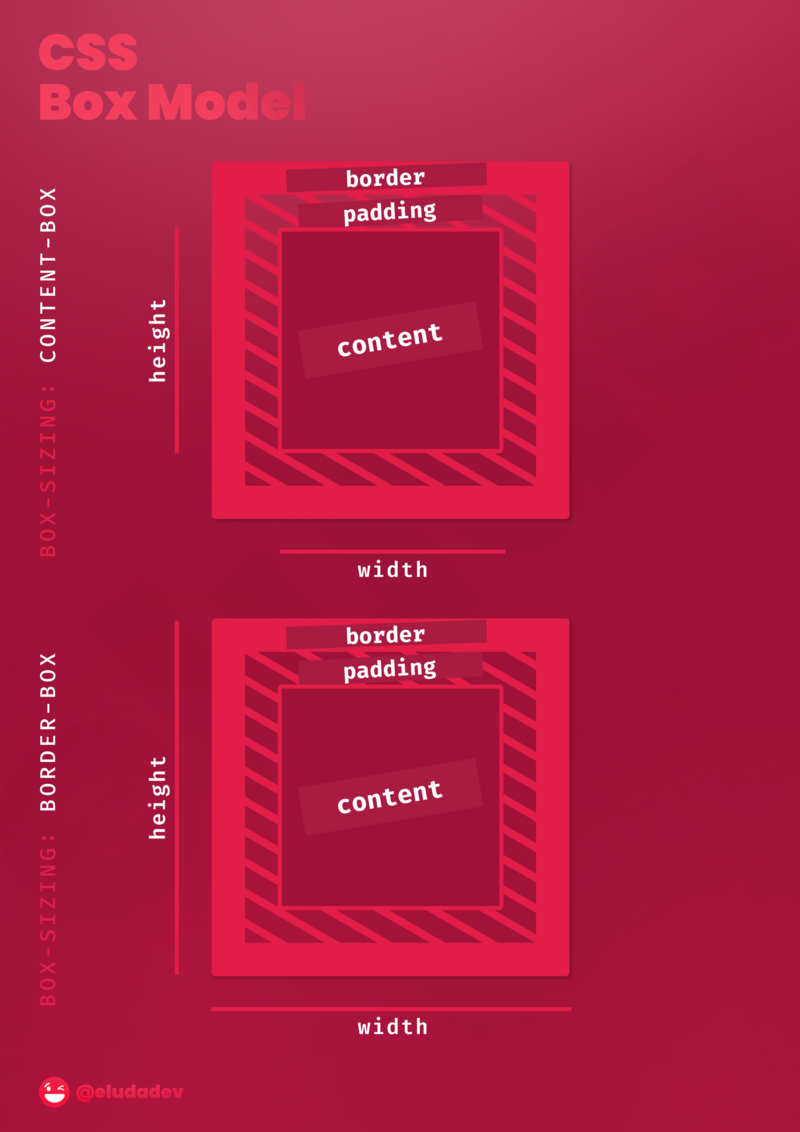 CSS
Box Model
BOX-SIZING: CONTENT-BOX
height
border
padding
content
width
BOX-SIZING: BORDER-BOX
height
border
padding
content
width
@eludadev